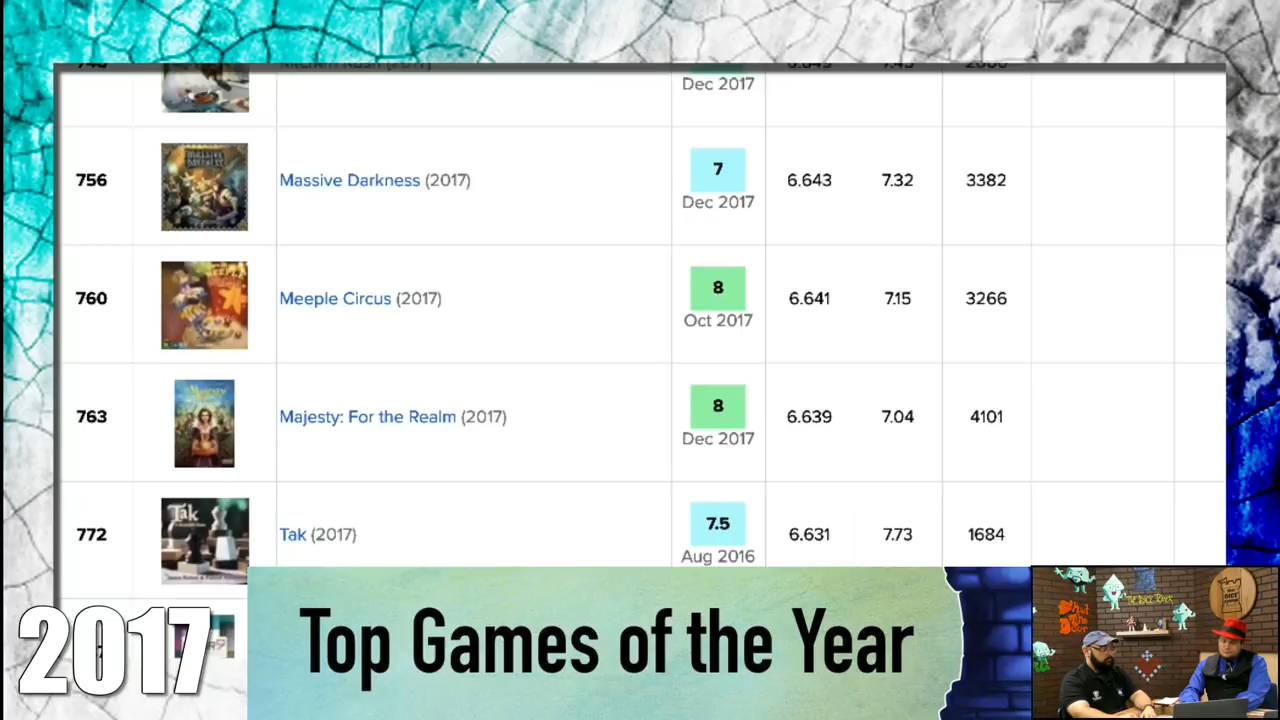 Dec 2017
756 Massive Darkness (2017) 7 6.643 7.32 3382
Dec 2017
760 Meeple Circus (2017) 8 6.641 7.15 3266
Oct 2017
763 Majesty: For the Realm (2017) 8 6.639 7.04 4101
Dec 2017
Tak
772 Tak (2017) 7.5 6.631 7.73 1684
Aug 2016
2017 Top Games of the Year